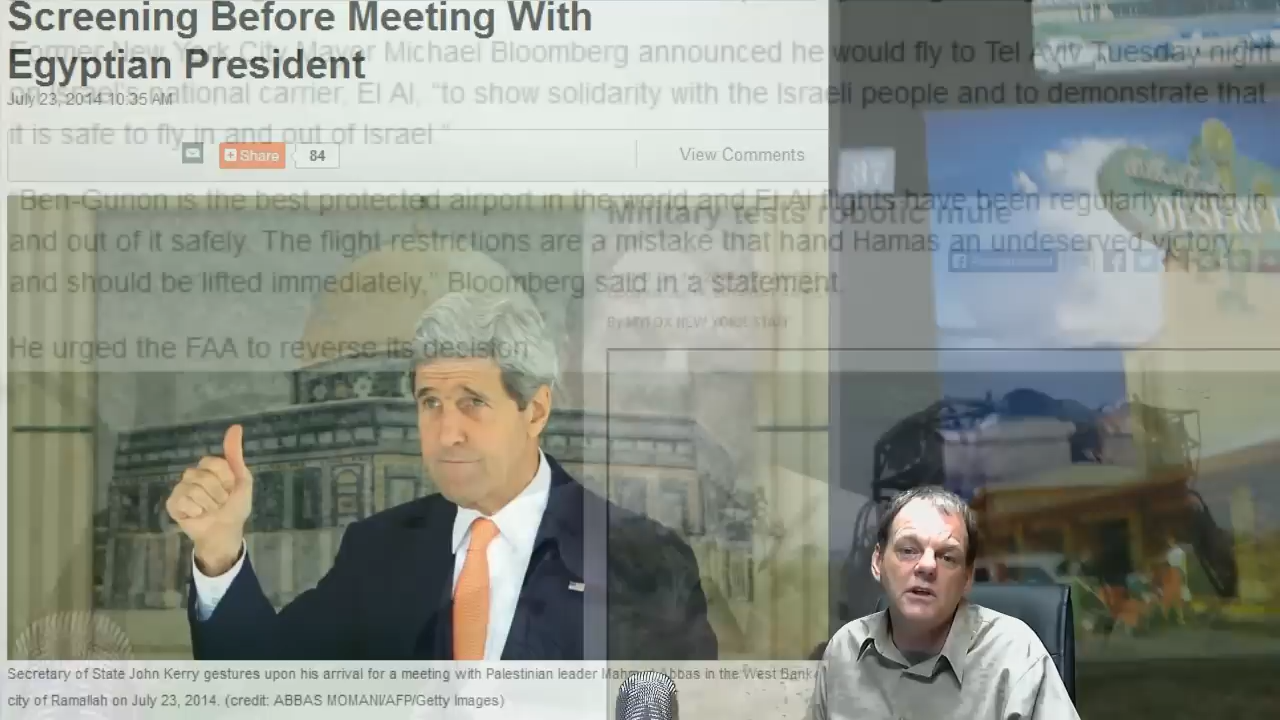 Screening Before Meeting With
Former New York City Mayor Michael Bloomberg announced he would fly to Tel Aviv Tuesday night
Egyptian President
July 23, 2014 10:35 AM
national carrier, El Al, "to show solidarity with the Israeli people and to demonstrate that
it is safe to fly in and out of Israel."
Share 84 View Comments
"Ben-Gurion is the best protected airport in the world and El Al flights have been regularly flying in
Military tests robotic mule
and out of it safely. The flight restrictions are a mistake that hand Hamas an undeserved victory
and should be lifted immediately," Bloomberg said in a statement.
By MYFOX NEW YORK STAFF
He urged the FAA to reverse its decision
Secretary of State John Kerry gestures upon his arrival for a meeting with Palestinian leader Mahmoud Abbas in the West Bank
city of Ramallah on July 23, 2014. (credit: ABBAS MOMANI/AFP/Getty Images)
DESERT